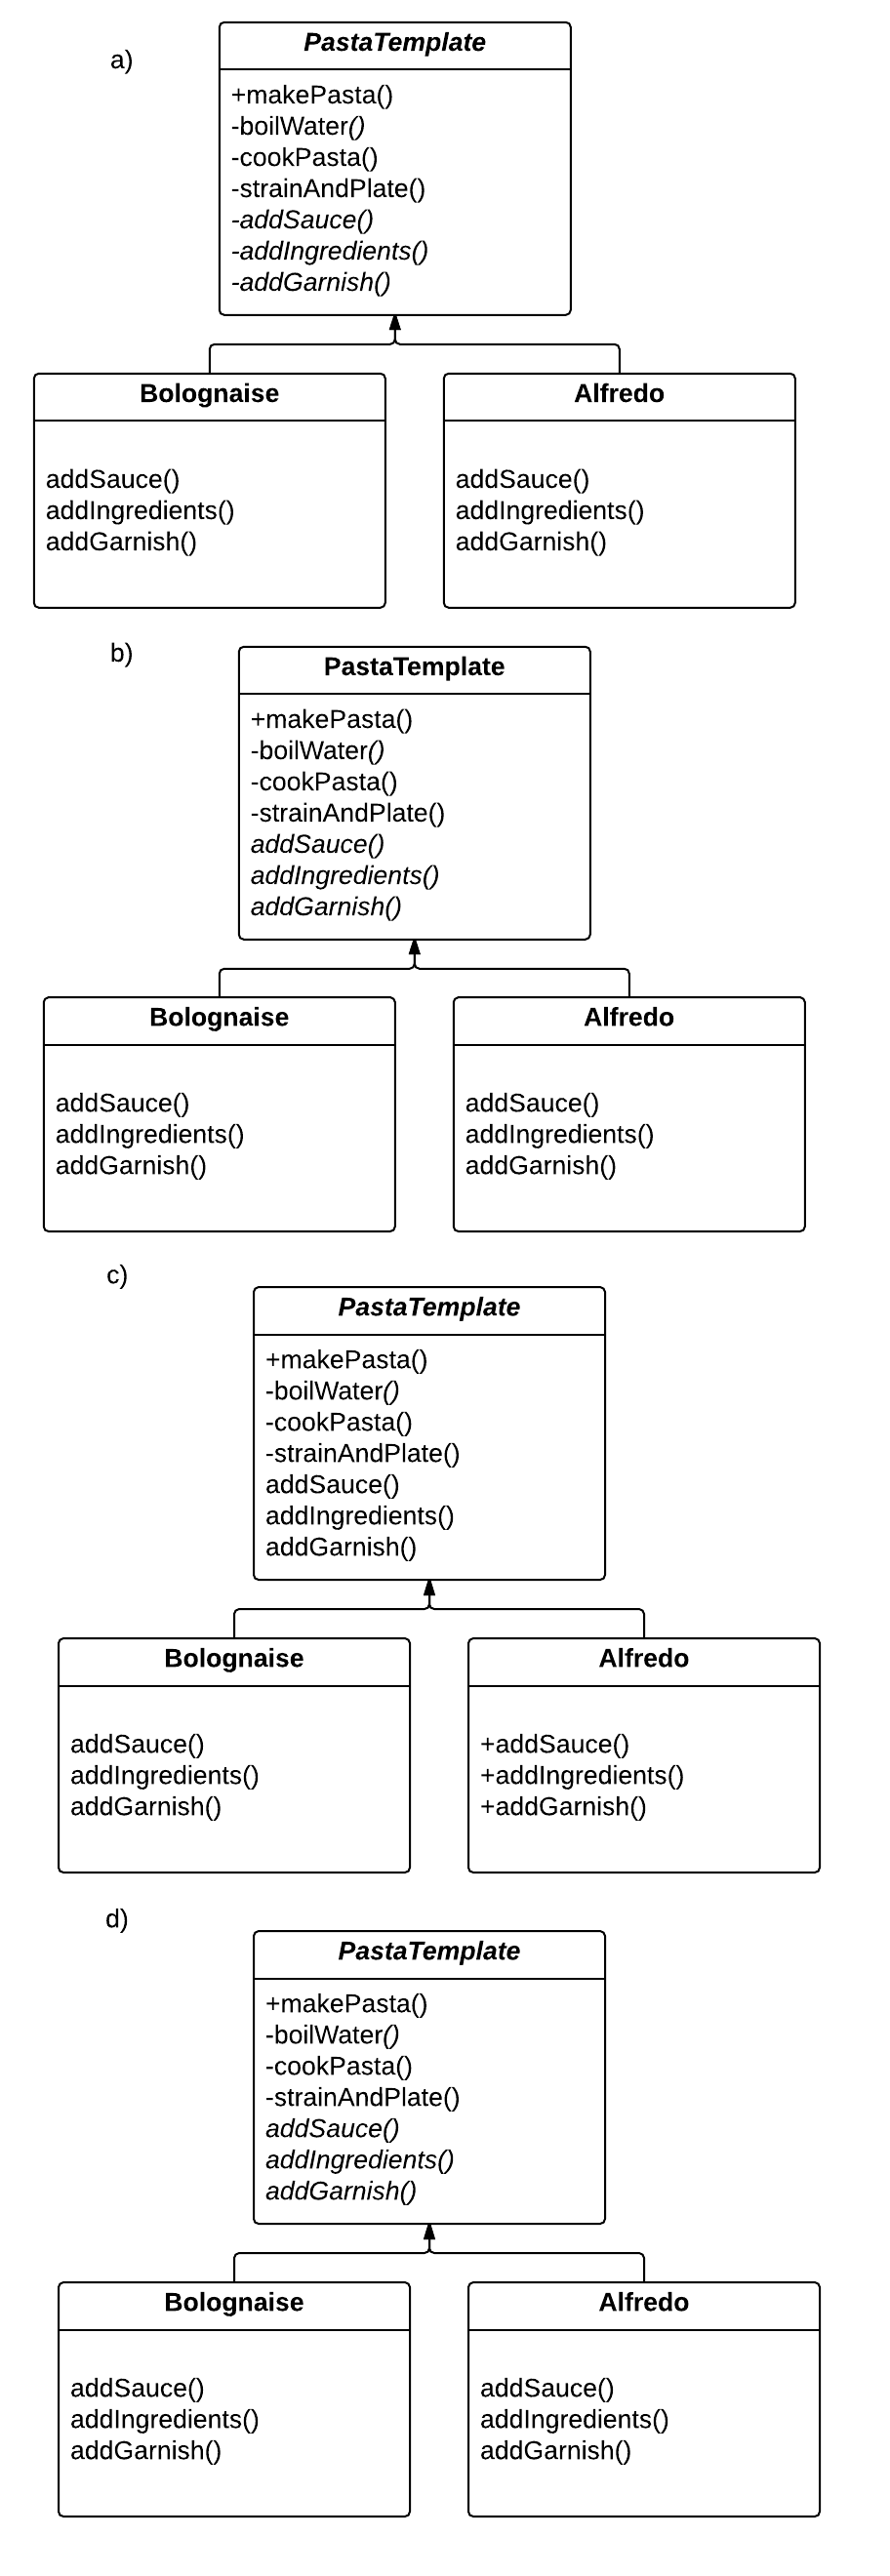 a)
PastaTemplate
+makePasta()
-boilWater()
-cookPasta()
-strainAndPlate()
-addSauce()
-addIngredients()
-addGarnish()
Bolognaise
addSauce()
addIngredients()
addGarnish()
Alfredo
addSauce()
addIngredients()
addGarnish()
b)
PastaTemplate
+makePasta()
-boilWater()
-cookPasta()
-strainAndPlate()
addSauce()
addIngredients()
addGarnish()
Bolognaise
addSauce()
addIngredients()
addGarnish()
Alfredo
addSauce()
addIngredients()
addGarnish()
c)
PastaTemplate
+makePasta()
-boilWater()
-cookPasta()
-strainAndPlate()
addSauce()
addIngredients()
addGarnish()
Bolognaise
addSauce()
addIngredients()
addGarnish()
Alfredo
+addSauce()
+addIngredients()
+addGarnish()
d)
PastaTemplate
+makePasta()
-boilWater()
-cookPasta()
-strainAndPlate()
addSauce()
addIngredients()
addGarnish()
Bolognaise
addSauce()
addIngredients()
addGarnish()
Alfredo
addSauce()
addIngredients()
addGarnish()